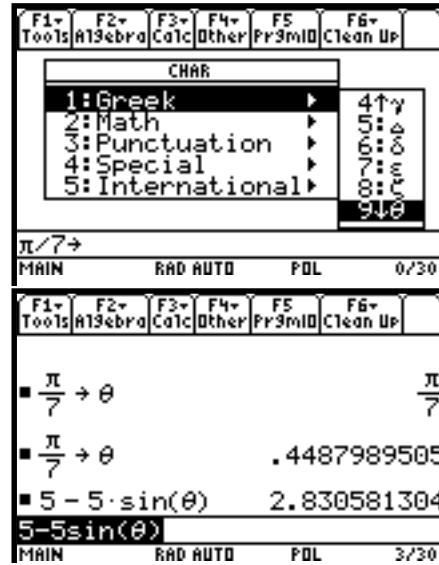 F1▾ F2▾ F3▾ F4▾ F5 F6▾
Tools Algebra Calc Other PrgmIO Clean Up
CHAR
1:Greek ▸
2:Math ▸
3:Punctuation ▸
4:Special ▸
5:International▸
4↑γ
5:Δ
6:δ
7:ε
8:ζ
9↓θ
π/7→
MAIN RAD AUTO POL 0/30
F1▾ F2▾ F3▾ F4▾ F5 F6▾
Tools Algebra Calc Other PrgmIO Clean Up
▪ π/7 → θ π/7
▪ π/7 → θ .4487989505
▪ 5 - 5·sin(θ) 2.830581304
5-5sin(θ)
MAIN RAD AUTO POL 3/30